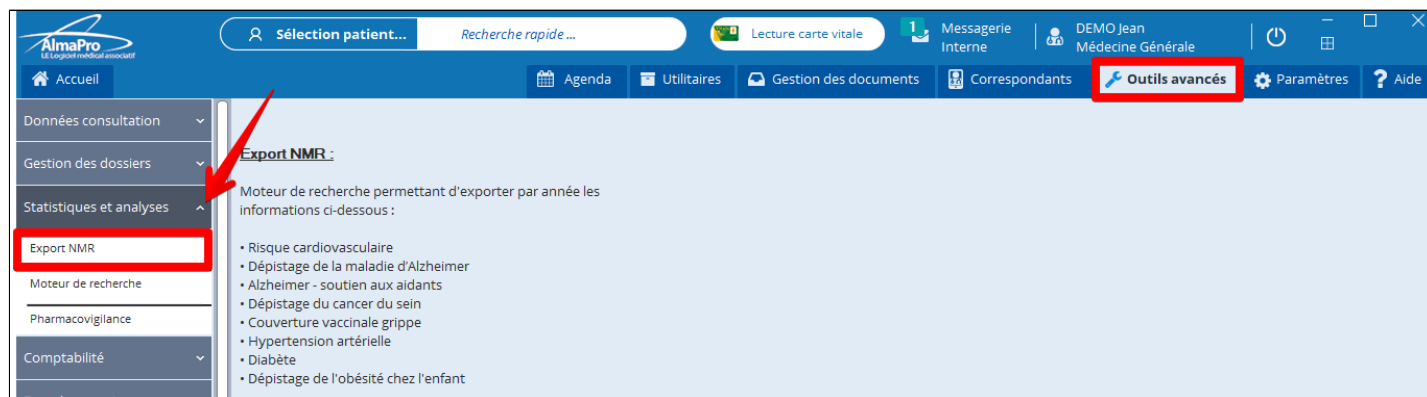 AlmaPro
LE Logiciel médical associatif
Sélection patient...
Recherche rapide ...
Lecture carte vitale
1
Messagerie
Interne
DEMO Jean
Médecine Générale
Accueil
Agenda
Utilitaires
Gestion des documents
Correspondants
Outils avancés
Paramètres
? Aide
Données consultation
Gestion des dossiers
Statistiques et analyses
Export NMR
Moteur de recherche
Pharmacovigilance
Comptabilité
Export NMR :
Moteur de recherche permettant d'exporter par année les
informations ci-dessous :
• Risque cardiovasculaire
• Dépistage de la maladie d'Alzheimer
• Alzheimer - soutien aux aidants
• Dépistage du cancer du sein
• Couverture vaccinale grippe
• Hypertension artérielle
• Diabète
• Dépistage de l'obésité chez l'enfant